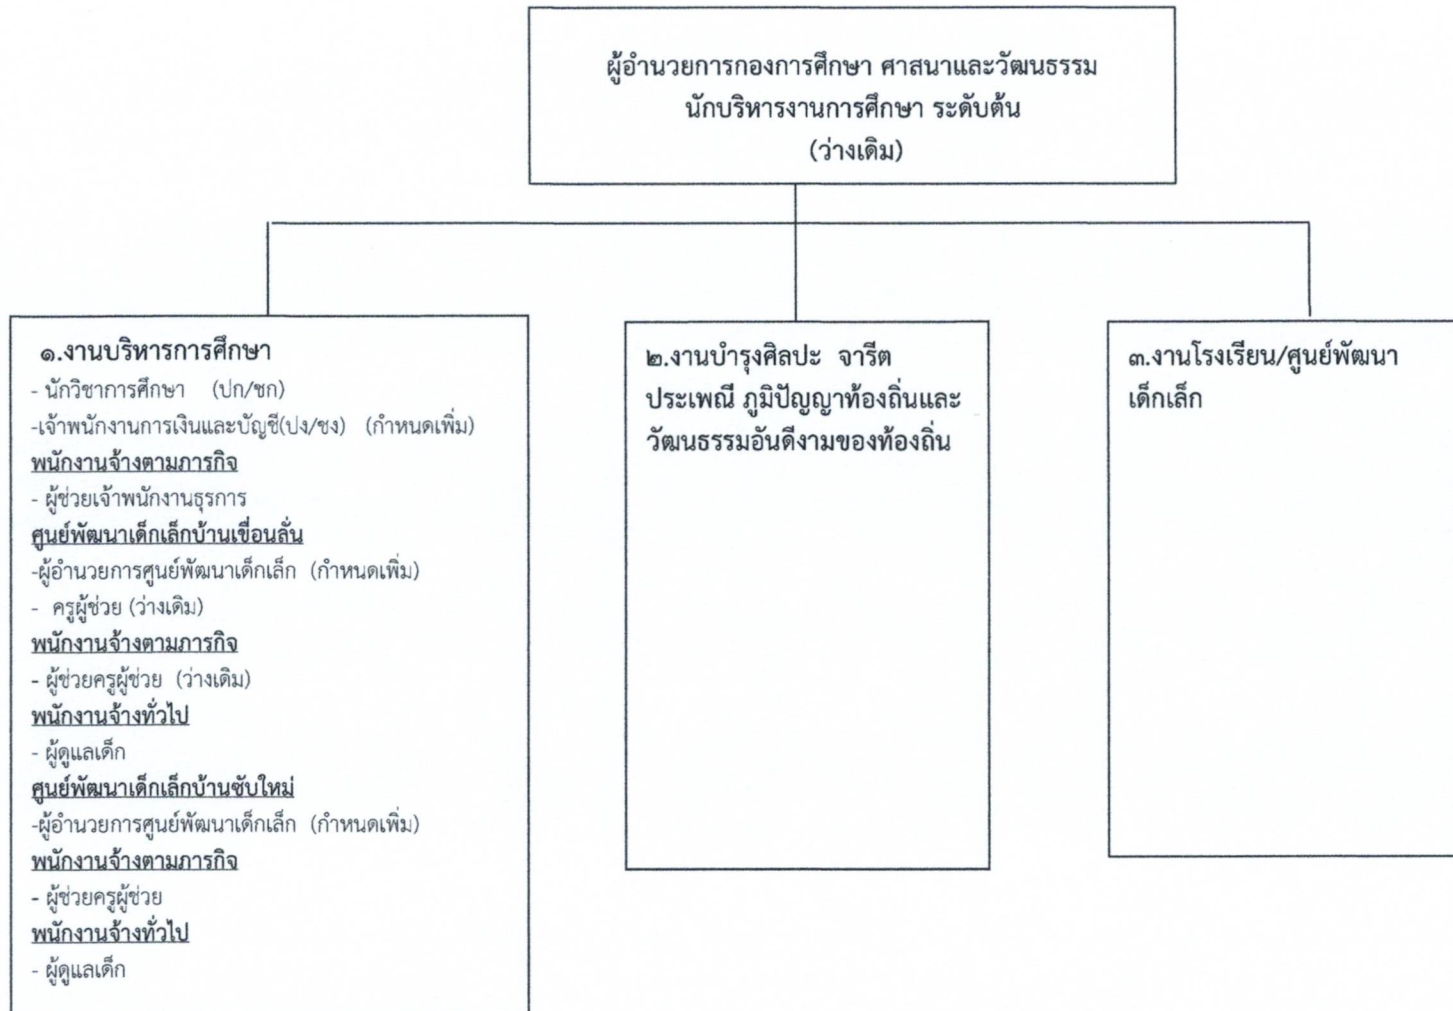 ผู้อำนวยการกองการศึกษา ศาสนาและวัฒนธรรม
นักบริหารงานการศึกษา ระดับต้น
(ว่างเดิม)
๑.งานบริหารการศึกษา
- นักวิชาการศึกษา (ปก/ชก)
-เจ้าพนักงานการเงินและบัญชี(ปง/ชง) (กำหนดเพิ่ม)
พนักงานจ้างตามภารกิจ
- ผู้ช่วยเจ้าพนักงานธุรการ
ศูนย์พัฒนาเด็กเล็กบ้านเขื่อนลั่น
-ผู้อำนวยการศูนย์พัฒนาเด็กเล็ก (กำหนดเพิ่ม)
- ครูผู้ช่วย (ว่างเดิม)
พนักงานจ้างตามภารกิจ
- ผู้ช่วยครูผู้ช่วย (ว่างเดิม)
พนักงานจ้างทั่วไป
- ผู้ดูแลเด็ก
ศูนย์พัฒนาเด็กเล็กบ้านซับใหม่
-ผู้อำนวยการศูนย์พัฒนาเด็กเล็ก (กำหนดเพิ่ม)
พนักงานจ้างตามภารกิจ
- ผู้ช่วยครูผู้ช่วย
พนักงานจ้างทั่วไป
- ผู้ดูแลเด็ก
๒.งานบำรุงศิลปะ จารีต
ประเพณี ภูมิปัญญาท้องถิ่นและ
วัฒนธรรมอันดีงามของท้องถิ่น
๓.งานโรงเรียน/ศูนย์พัฒนา
เด็กเล็ก